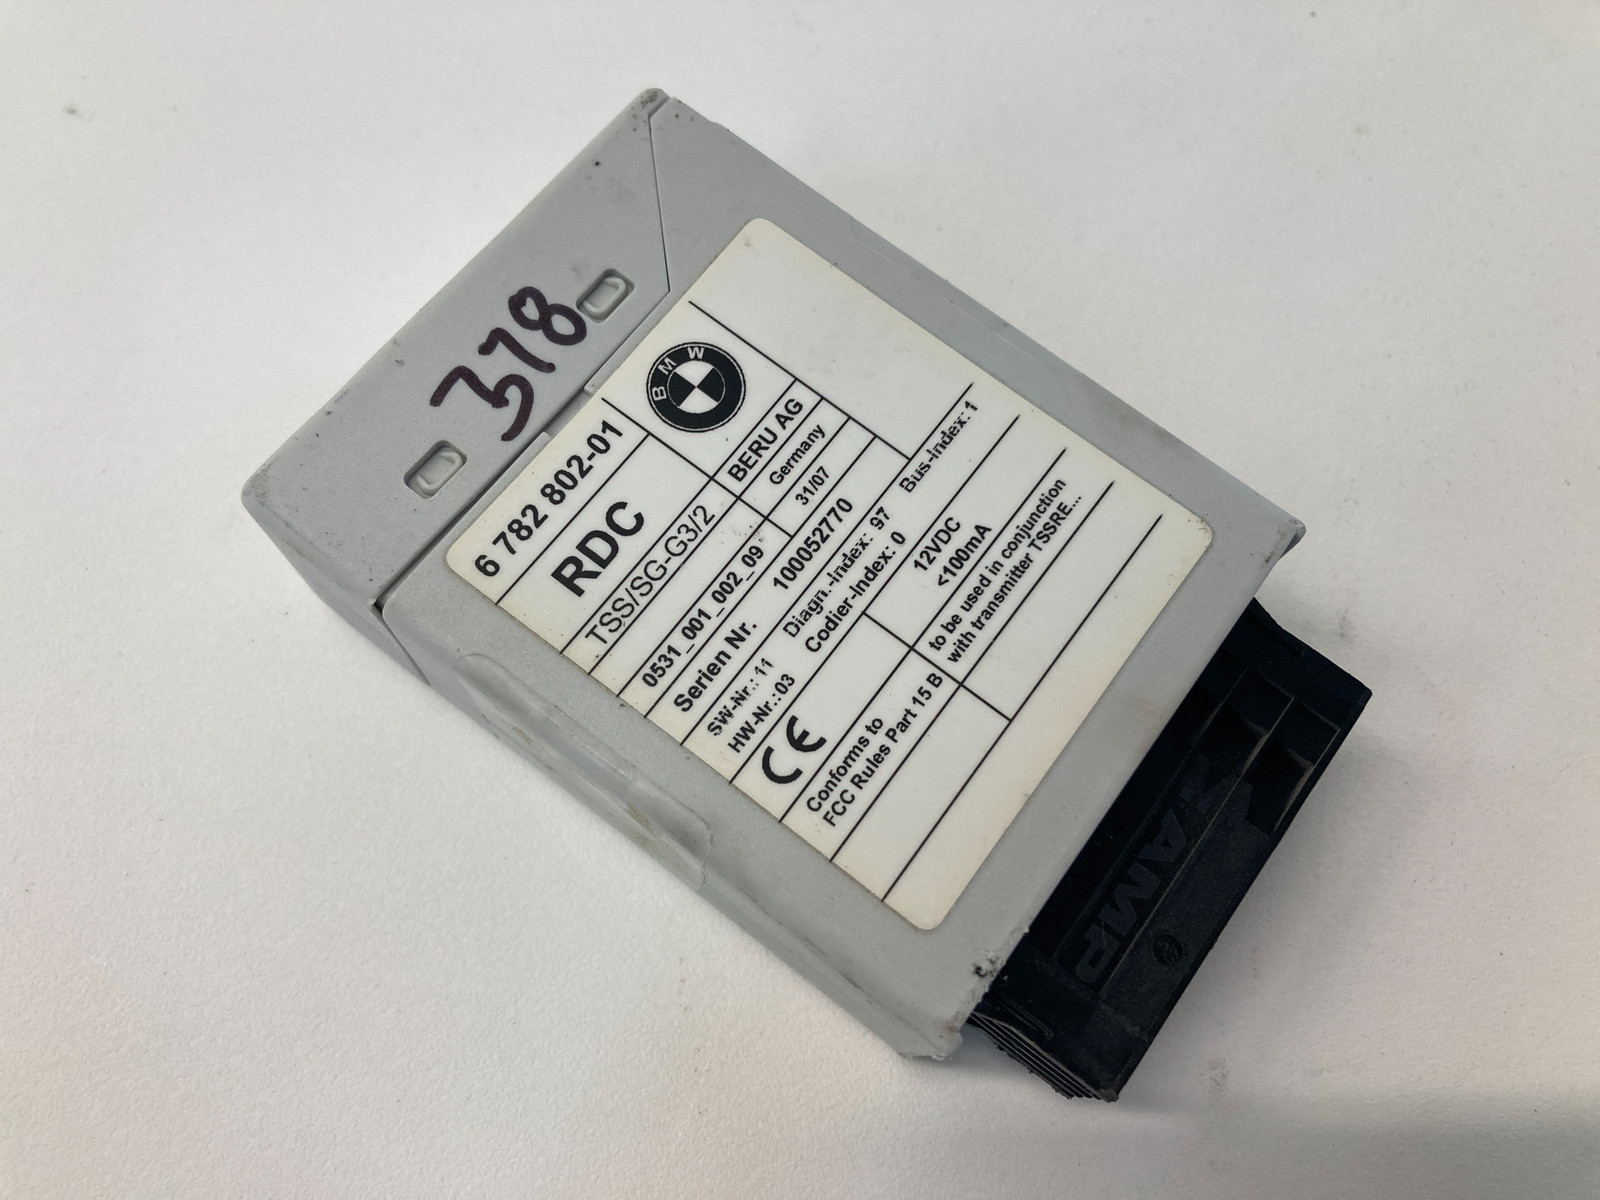 378
6 782 802-01
BMW
RDC
TSS/SG-G3/2
BERU AG
0531_001_002_09
Germany
31/07
Serien Nr. 100052770
SW-Nr.: 11 Diagn.-Index: 97 Bus-Index: 1
HW-Nr.: 03 Codier-Index: 0
CE
12VDC
<100mA
Conforms to
FCC Rules Part 15 B
to be used in conjunction
with transmitter TSSRE...
AMP